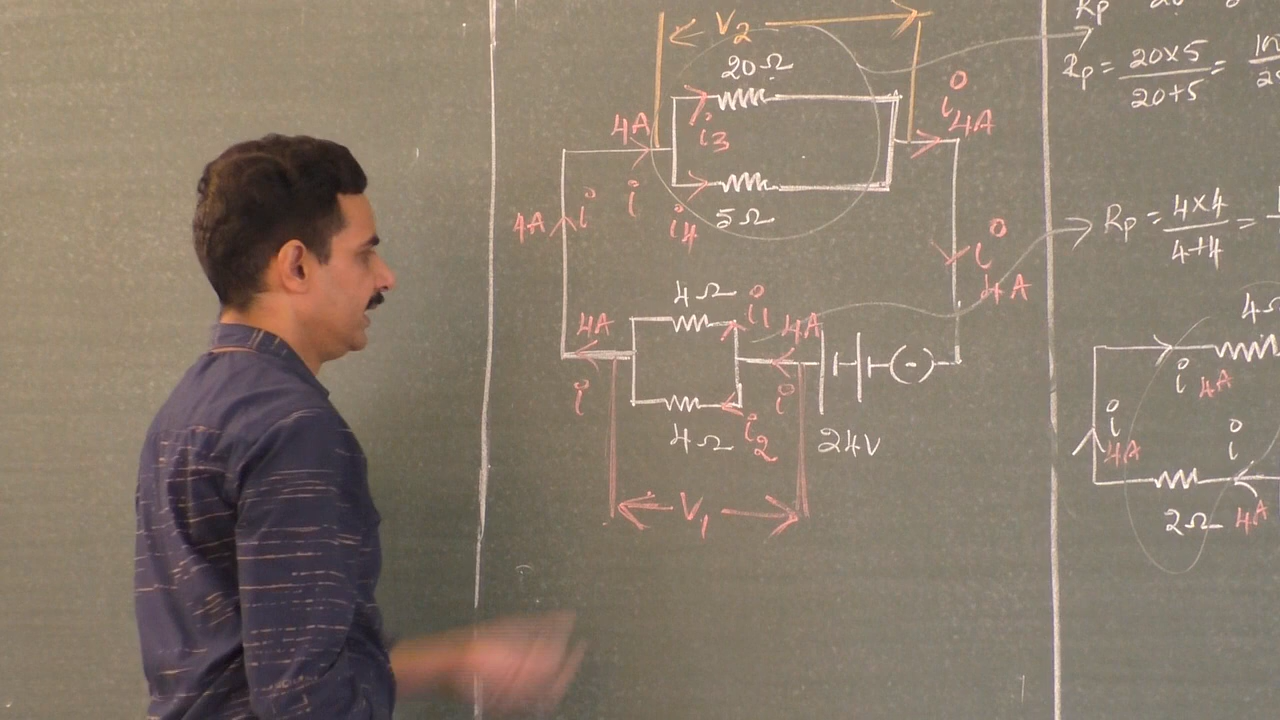 V₂
20Ω
4A
i
4A
i₃
i
4A
i
i₄
5Ω
i
4A
4Ω
i₁
4A
4A
i
i
4Ω
i₂
24V
V₁
Rp
Rp = 20×5 / 20+5 =
Rp = 4×4 / 4+4 =
4Ω
i
4A
i
4A
i
2Ω
4A